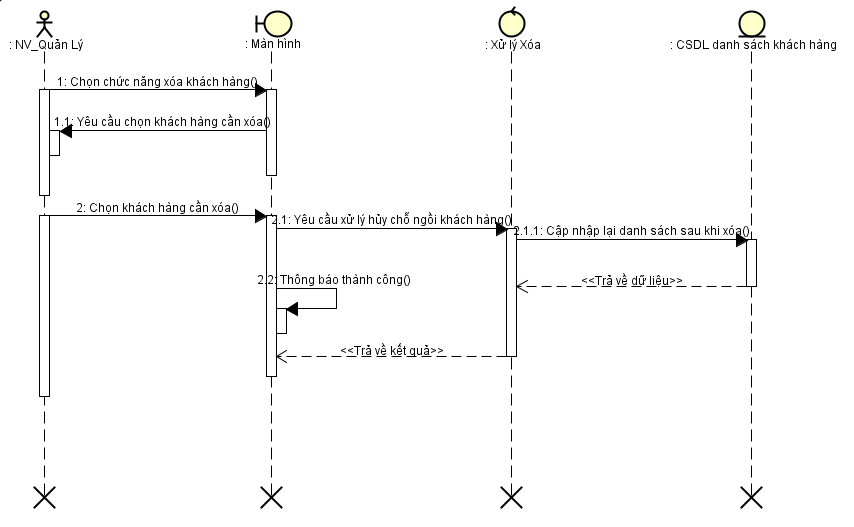 : NV_Quản Lý
: Màn hình
: Xử lý Xóa
: CSDL danh sách khách hàng
1: Chọn chức năng xóa khách hàng()
1.1: Yêu cầu chọn khách hàng cần xóa()
2: Chọn khách hàng cần xóa()
2.1: Yêu cầu xử lý hủy chỗ ngồi khách hàng()
2.1.1: Cập nhập lại danh sách sau khi xóa()
2.2: Thông báo thành công()
<<Trả về dữ liệu>>
<<Trả về kết quả>>